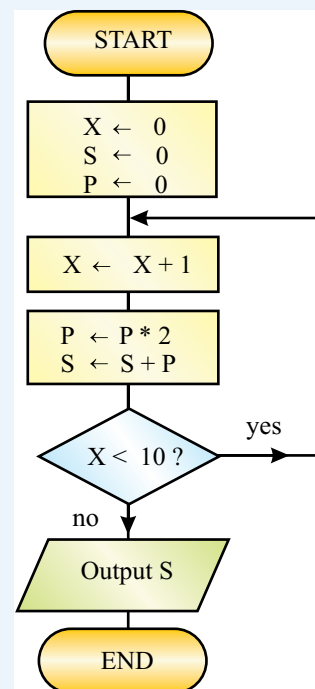 START
X ← 0
S ← 0
P ← 0
X ← X + 1
P ← P * 2
S ← S + P
X < 10 ?
yes
no
Output S
END